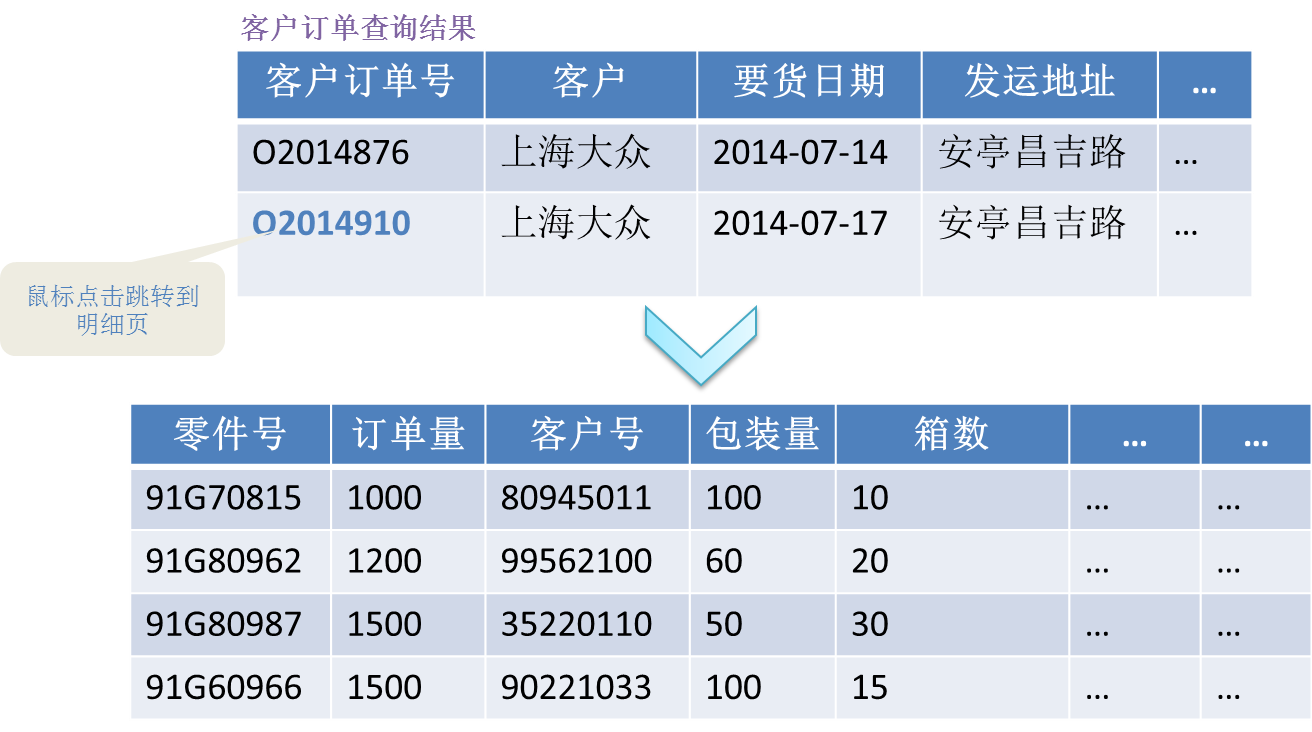 客户订单查询结果
客户订单号 客户 要货日期 发运地址 ...
O2014876 上海大众 2014-07-14 安亭昌吉路 ...
O2014910 上海大众 2014-07-17 安亭昌吉路 ...
鼠标点击跳转到
明细页
零件号 订单量 客户号 包装量 箱数 ... ...
91G70815 1000 80945011 100 10 ... ...
91G80962 1200 99562100 60 20 ... ...
91G80987 1500 35220110 50 30 ... ...
91G60966 1500 90221033 100 15 ... ...